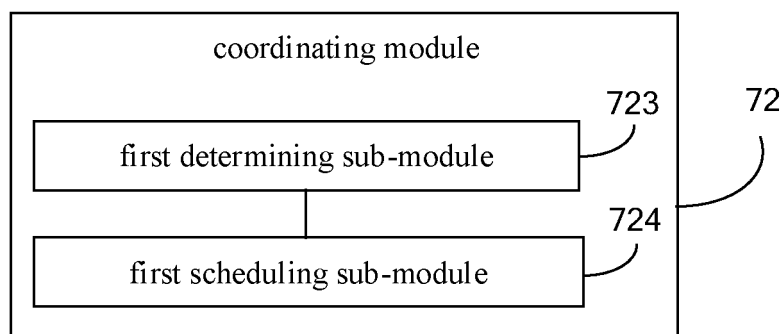 coordinating module
723
72
first determining sub-module
724
first scheduling sub-module